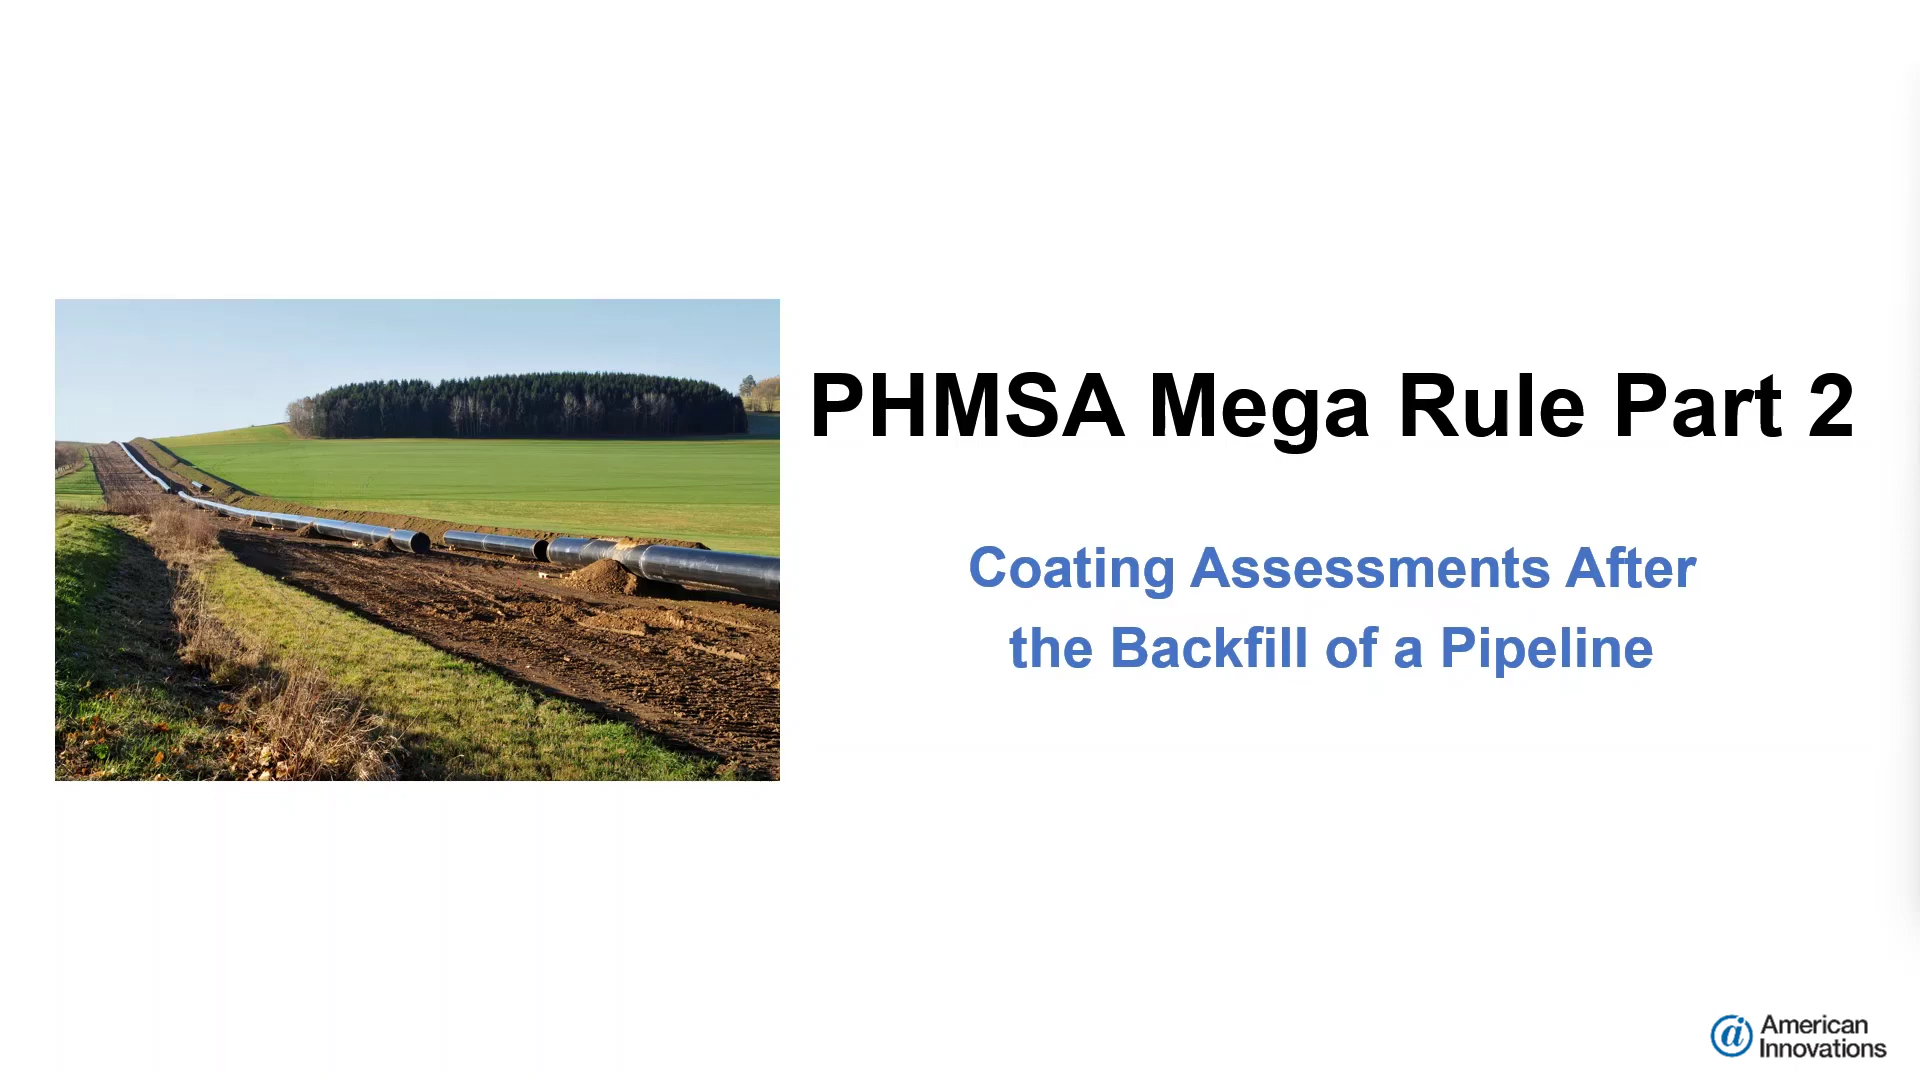 PHMSA Mega Rule Part 2
Coating Assessments After
the Backfill of a Pipeline
American
Innovations